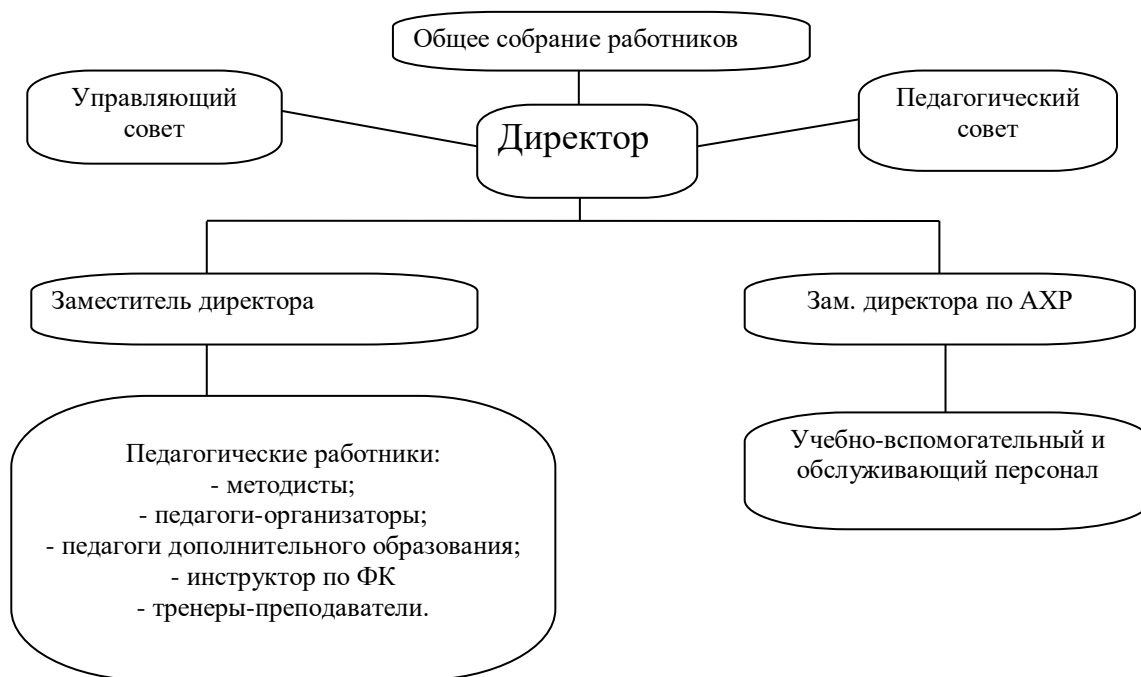 Общее собрание работников
Управляющий
совет
Директор
Педагогический
совет
Заместитель директора
Зам. директора по АХР
Педагогические работники:
- методисты;
- педагоги-организаторы;
- педагоги дополнительного образования;
- инструктор по ФК
- тренеры-преподаватели.
Учебно-вспомогательный и
обслуживающий персонал